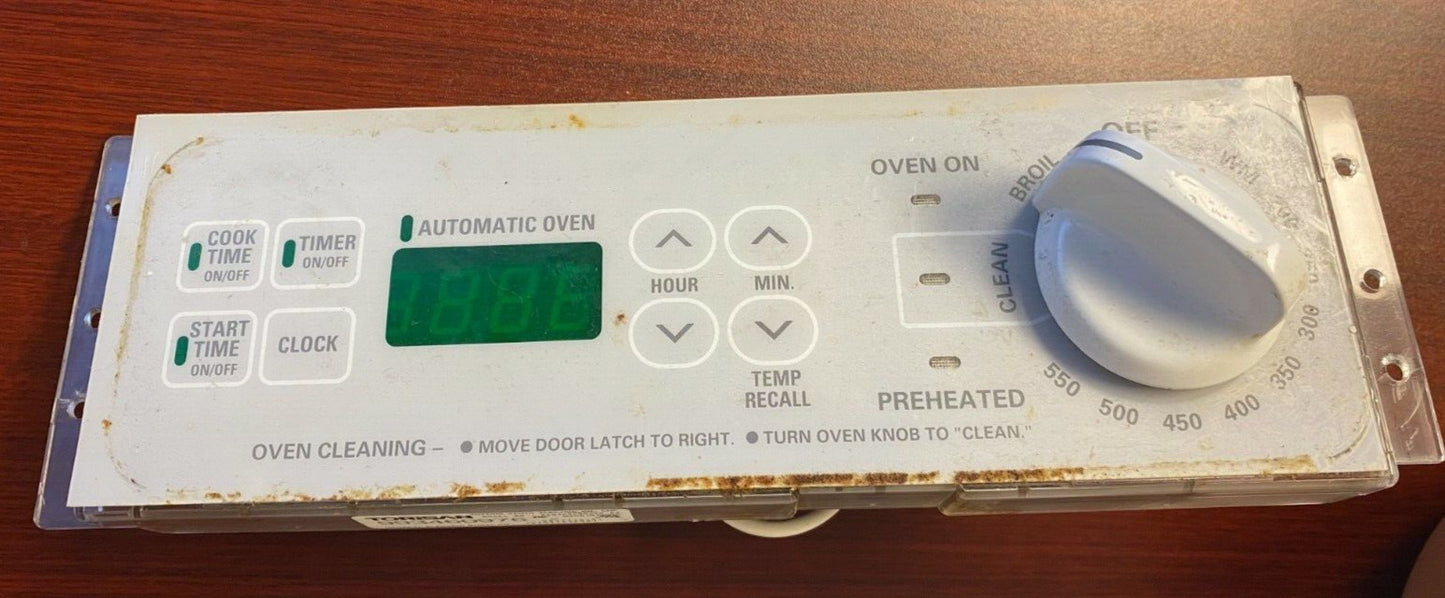 OFF
OVEN ON
BROIL
WM
AUTOMATIC OVEN
COOK
TIME
ON/OFF
TIMER
ON/OFF
HOUR
MIN.
CLEAN
START
TIME
ON/OFF
CLOCK
300
350
400
450
500
550
TEMP
RECALL
PREHEATED
OVEN CLEANING – ● MOVE DOOR LATCH TO RIGHT. ● TURN OVEN KNOB TO "CLEAN."